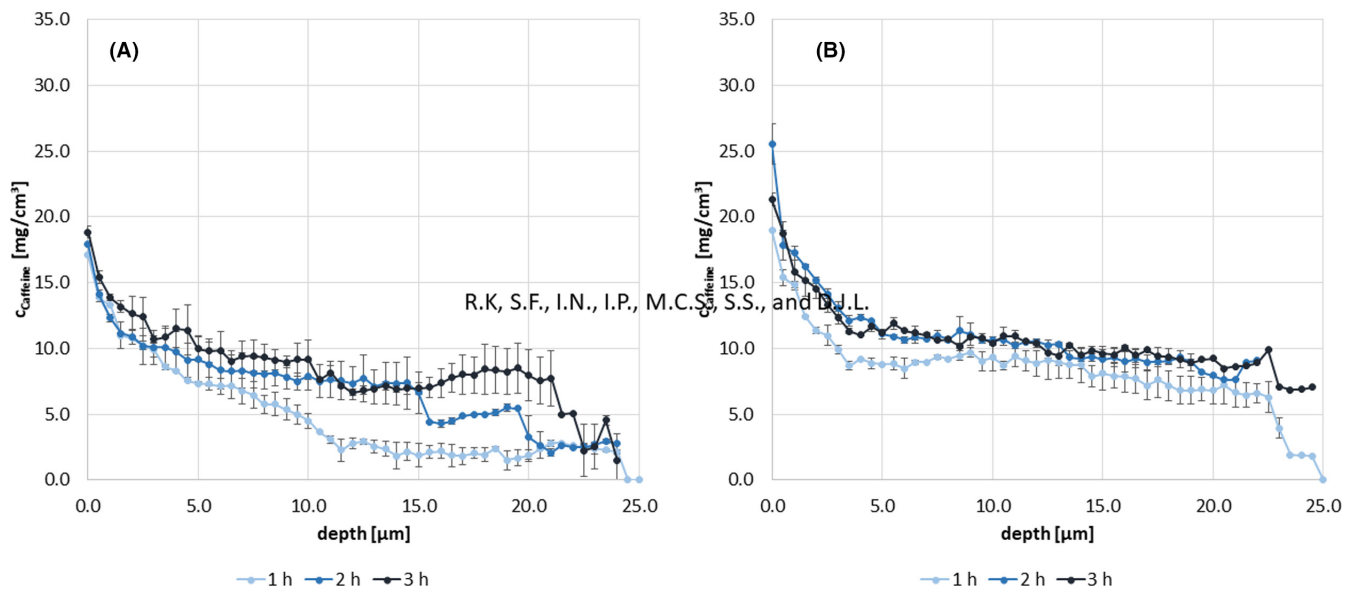 (A)
35.0
30.0
25.0
20.0
15.0
10.0
5.0
0.0
cCaffeine [mg/cm³]
0.0 5.0 10.0 15.0 20.0 25.0
depth [µm]
1 h 2 h 3 h
(B)
35.0
30.0
25.0
20.0
15.0
10.0
5.0
0.0
cCaffeine [mg/cm³]
0.0 5.0 10.0 15.0 20.0 25.0
depth [µm]
1 h 2 h 3 h
R.K, S.F., I.N., I.P., M.C.S., S.S., and D.J.L.